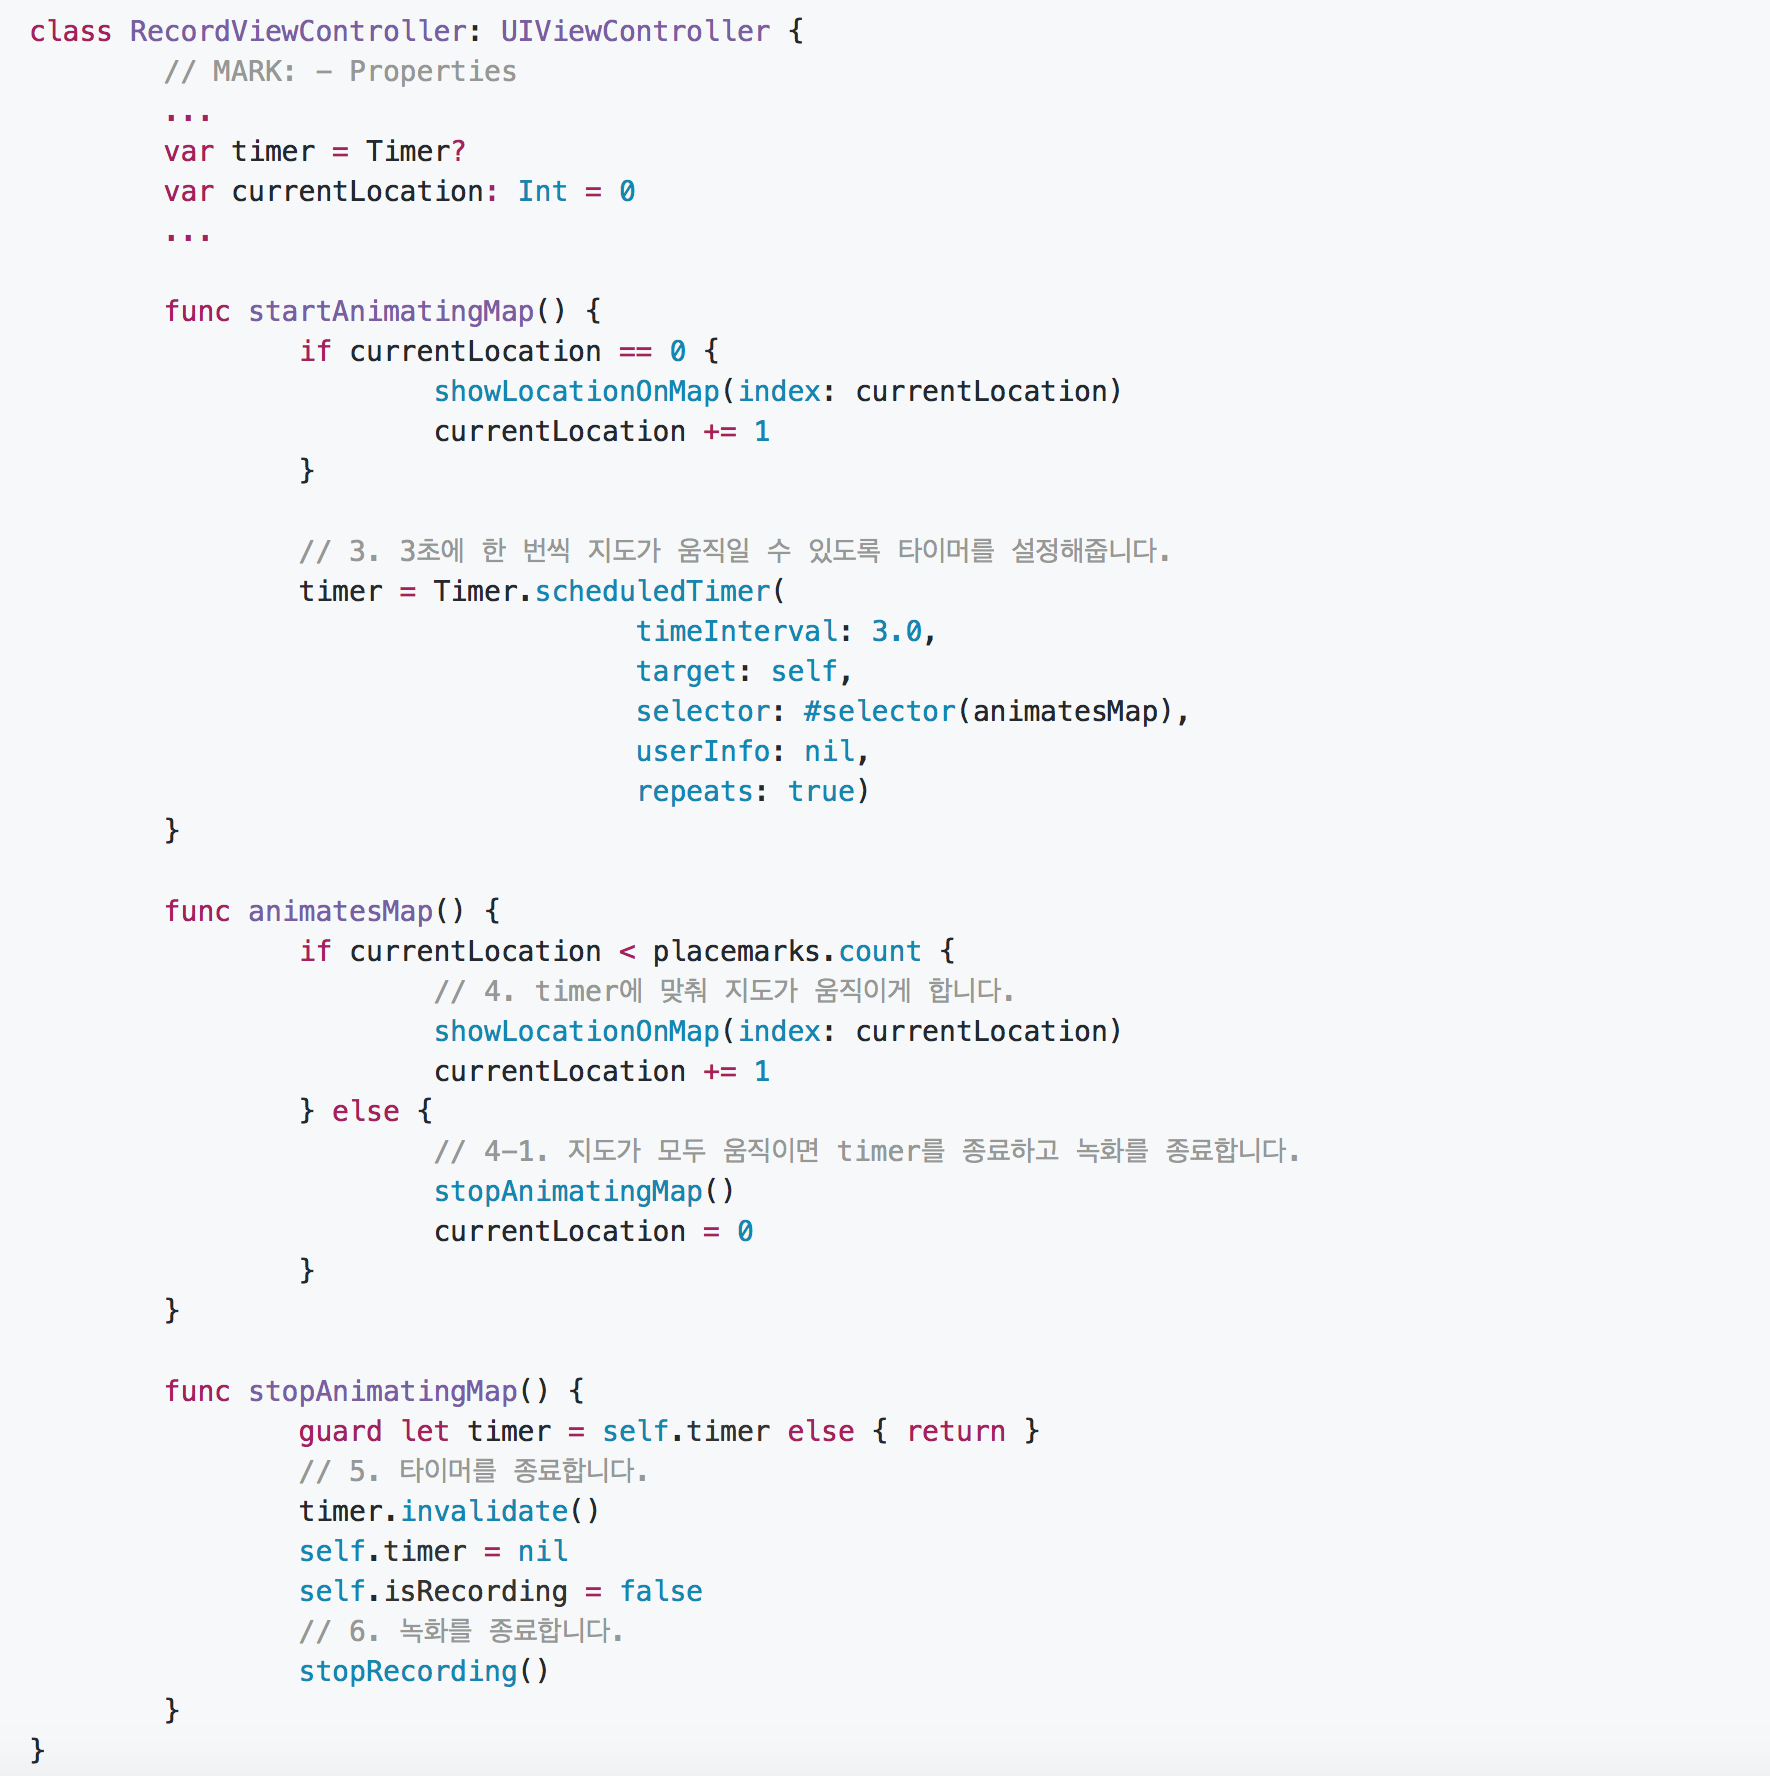 class RecordViewController: UIViewController {
// MARK: - Properties
...
var timer = Timer?
var currentLocation: Int = 0
...
func startAnimatingMap() {
if currentLocation == 0 {
showLocationOnMap(index: currentLocation)
currentLocation += 1
}
// 3. 3초에 한 번씩 지도가 움직일 수 있도록 타이머를 설정해줍니다.
timer = Timer.scheduledTimer(
timeInterval: 3.0,
target: self,
selector: #selector(animatesMap),
userInfo: nil,
repeats: true)
}
func animatesMap() {
if currentLocation < placemarks.count {
// 4. timer에 맞춰 지도가 움직이게 합니다.
showLocationOnMap(index: currentLocation)
currentLocation += 1
} else {
// 4-1. 지도가 모두 움직이면 timer를 종료하고 녹화를 종료합니다.
stopAnimatingMap()
currentLocation = 0
}
}
func stopAnimatingMap() {
guard let timer = self.timer else { return }
// 5. 타이머를 종료합니다.
timer.invalidate()
self.timer = nil
self.isRecording = false
// 6. 녹화를 종료합니다.
stopRecording()
}
}